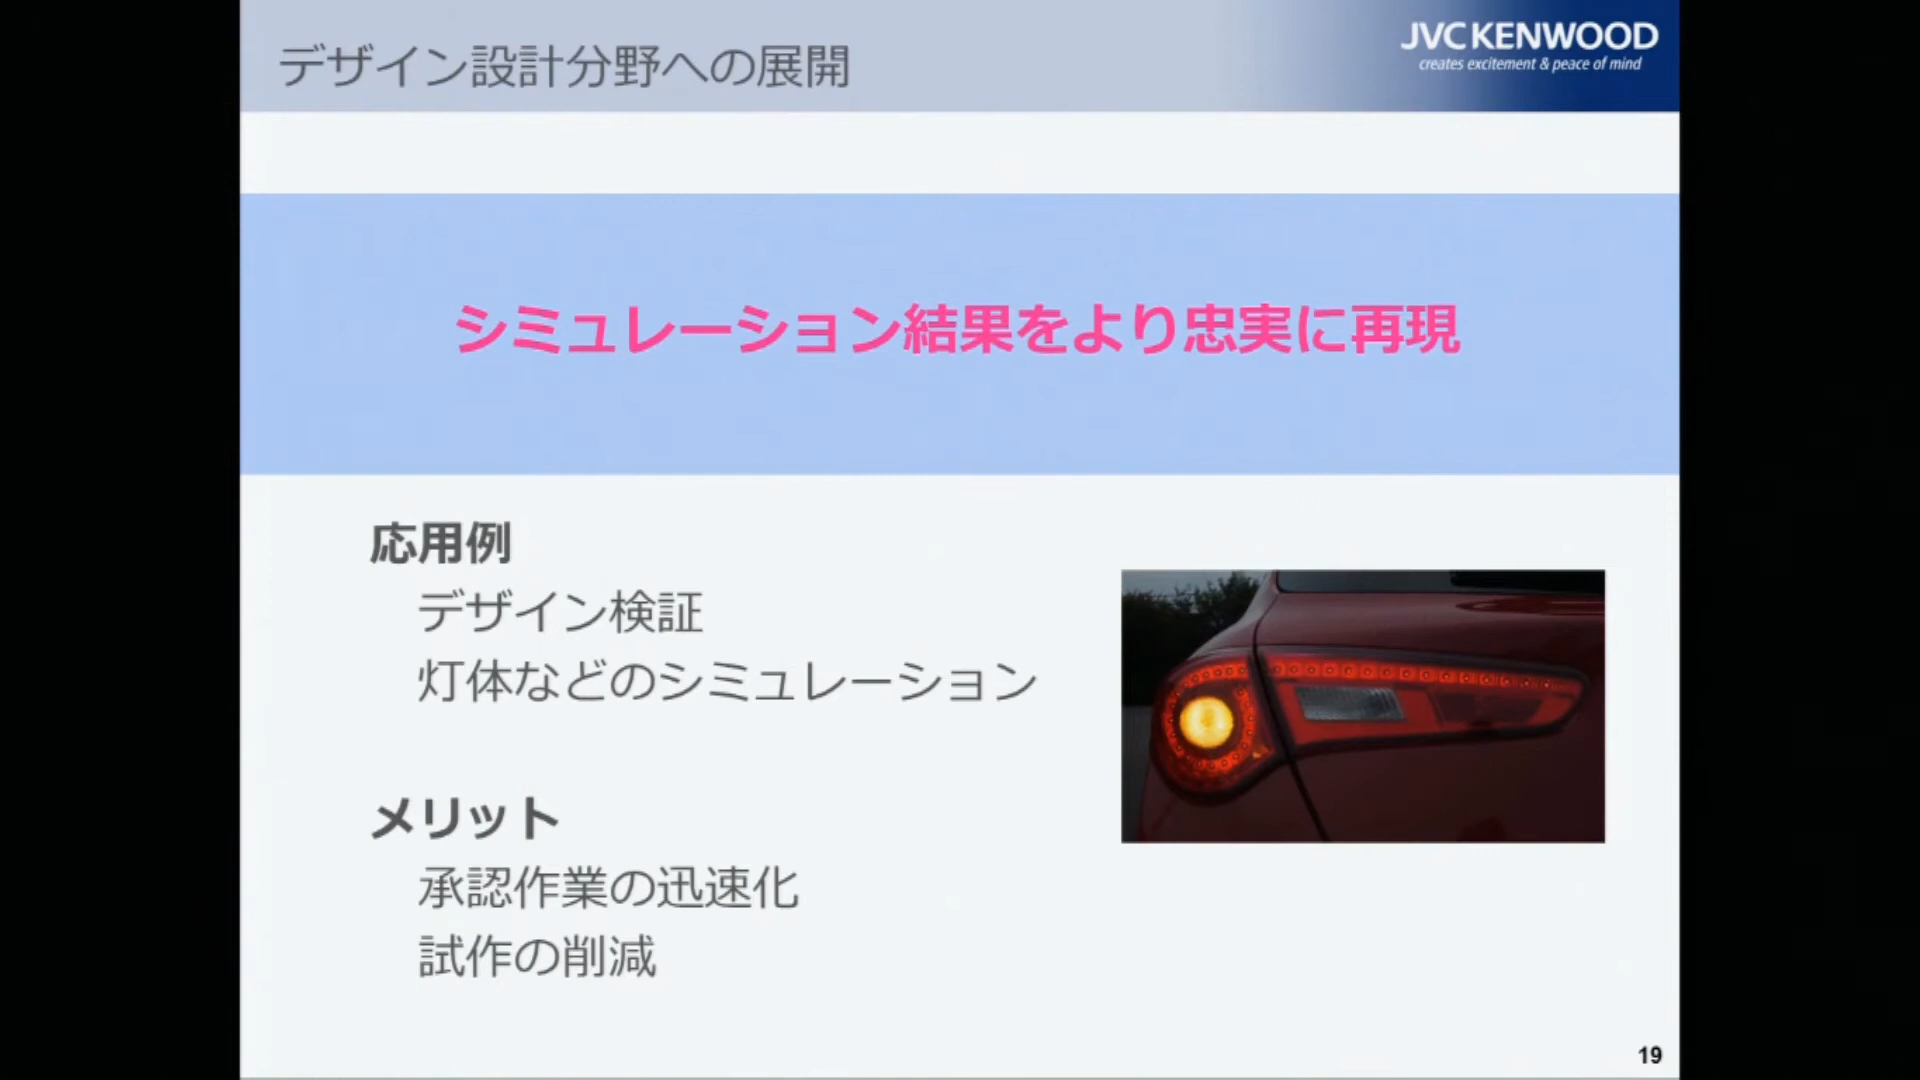 デザイン設計分野への展開
JVCKENWOOD
creates excitement & peace of mind
シミュレーション結果をより忠実に再現
応用例
デザイン検証
灯体などのシミュレーション
メリット
承認作業の迅速化
試作の削減
19